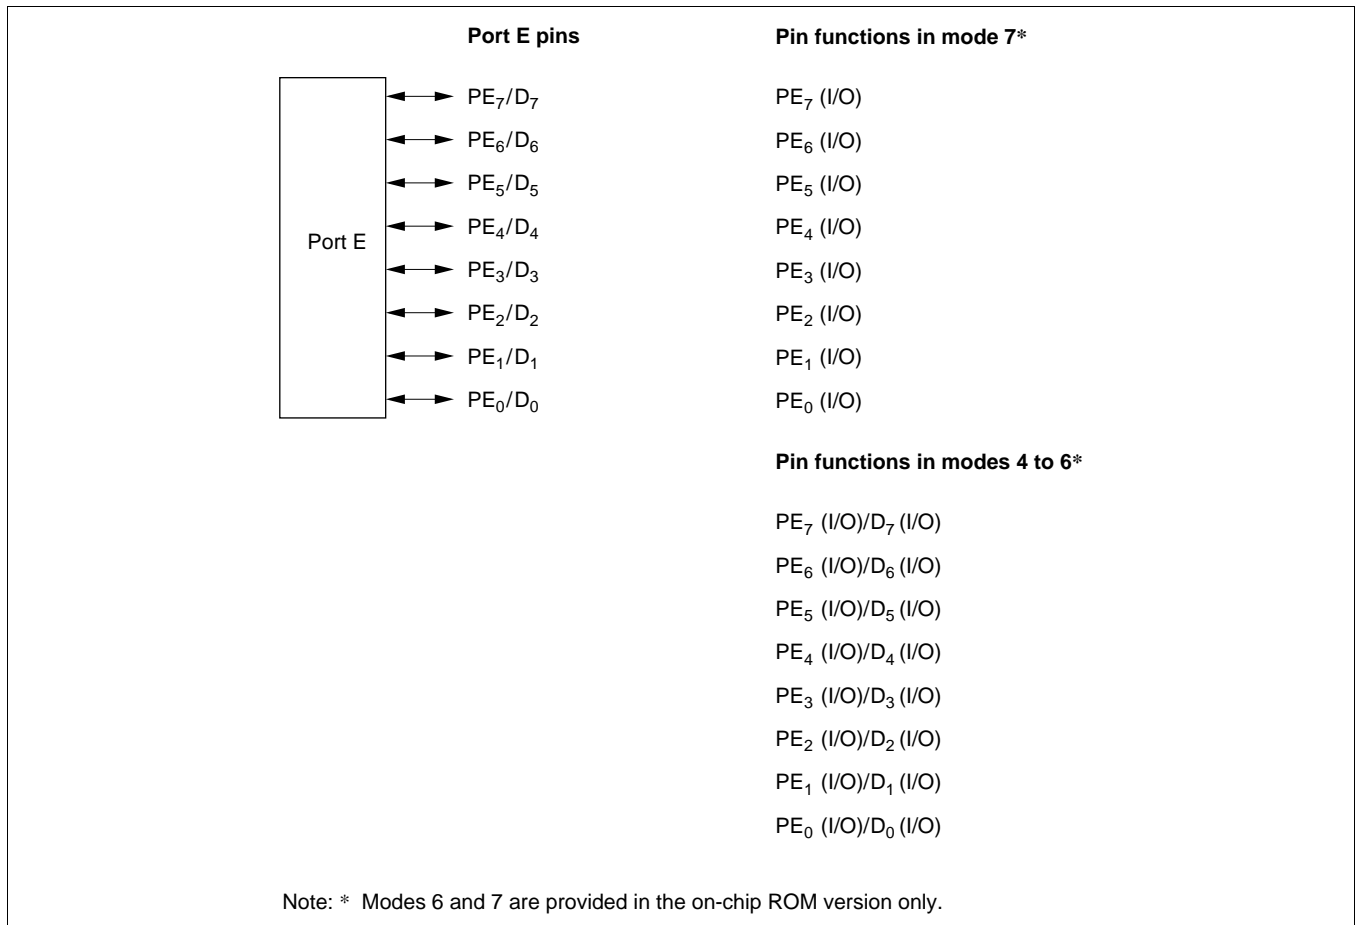 Port E pins Pin functions in mode 7*
PE₇/D₇ PE₇ (I/O)
PE₆/D₆ PE₆ (I/O)
PE₅/D₅ PE₅ (I/O)
PE₄/D₄ PE₄ (I/O)
Port E
PE₃/D₃ PE₃ (I/O)
PE₂/D₂ PE₂ (I/O)
PE₁/D₁ PE₁ (I/O)
PE₀/D₀ PE₀ (I/O)
Pin functions in modes 4 to 6*
PE₇ (I/O)/D₇ (I/O)
PE₆ (I/O)/D₆ (I/O)
PE₅ (I/O)/D₅ (I/O)
PE₄ (I/O)/D₄ (I/O)
PE₃ (I/O)/D₃ (I/O)
PE₂ (I/O)/D₂ (I/O)
PE₁ (I/O)/D₁ (I/O)
PE₀ (I/O)/D₀ (I/O)
Note: * Modes 6 and 7 are provided in the on-chip ROM version only.